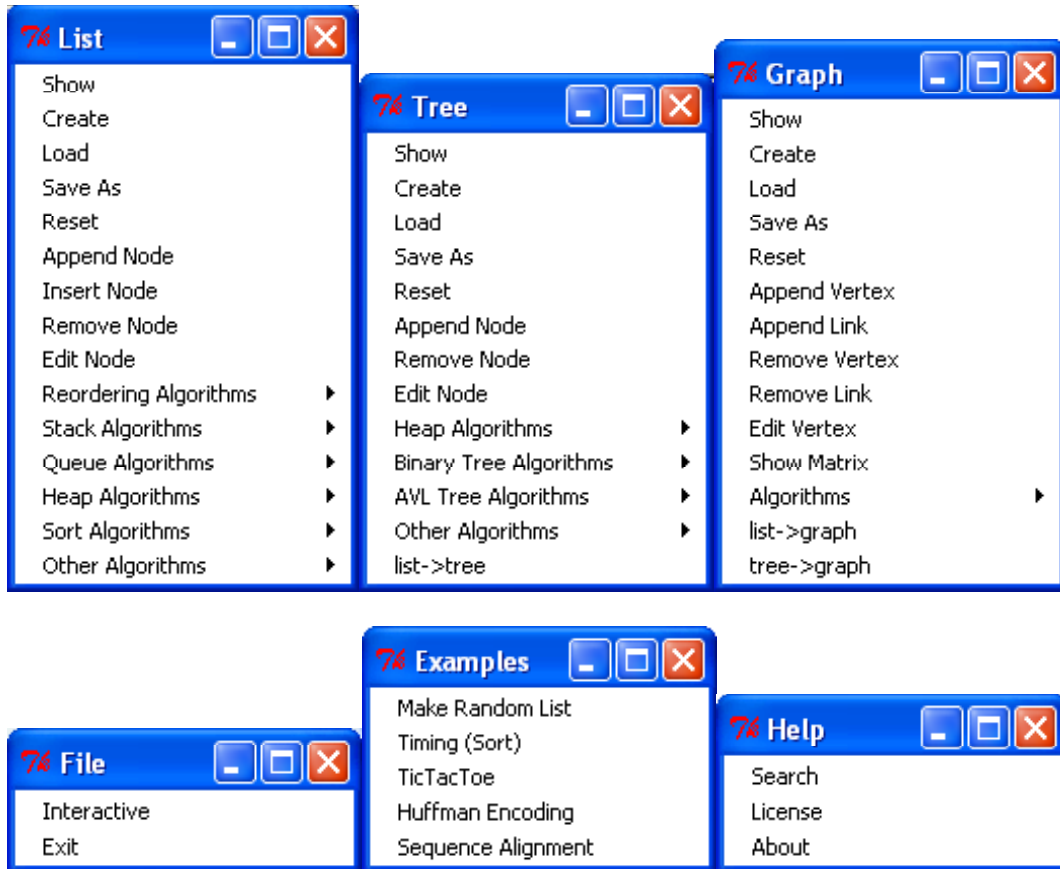 List
Show
Create
Load
Save As
Reset
Append Node
Insert Node
Remove Node
Edit Node
Reordering Algorithms
Stack Algorithms
Queue Algorithms
Heap Algorithms
Sort Algorithms
Other Algorithms
Tree
Show
Create
Load
Save As
Reset
Append Node
Remove Node
Edit Node
Heap Algorithms
Binary Tree Algorithms
AVL Tree Algorithms
Other Algorithms
list->tree
Graph
Show
Create
Load
Save As
Reset
Append Vertex
Append Link
Remove Vertex
Remove Link
Edit Vertex
Show Matrix
Algorithms
list->graph
tree->graph
File
Interactive
Exit
Examples
Make Random List
Timing (Sort)
TicTacToe
Huffman Encoding
Sequence Alignment
Help
Search
License
About